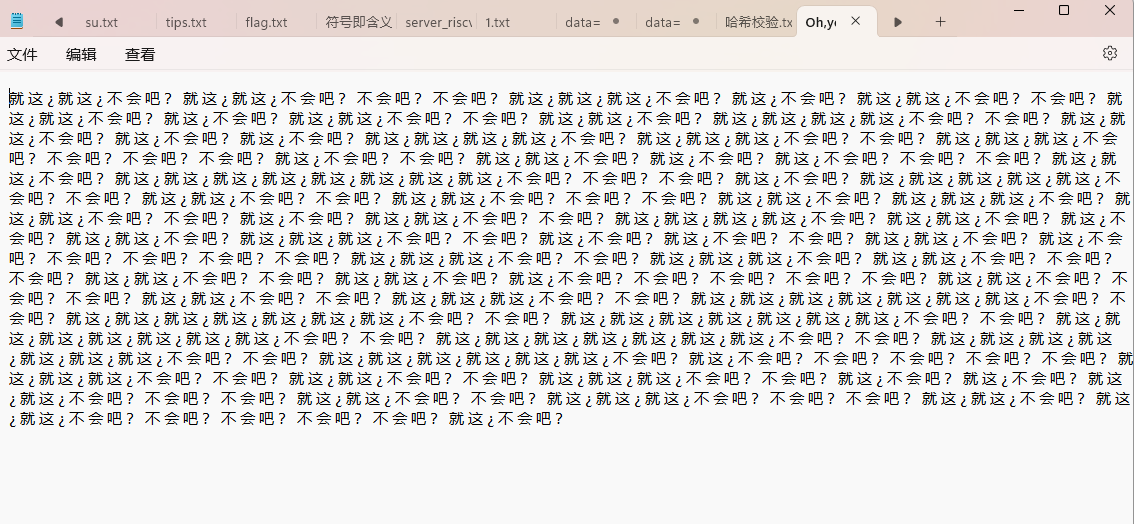 su.txt tips.txt flag.txt 符号即含义 server_riscv 1.txt data= data= 哈希校验.tx Oh,ye
文件 编辑 查看
就这¿就这¿不会吧? 就这¿就这¿不会吧? 不会吧? 不会吧? 就这¿就这¿就这¿不会吧? 就这¿不会吧? 就这¿就这¿不会吧? 不会吧? 就
这¿就这¿不会吧? 就这¿不会吧? 就这¿就这¿不会吧? 不会吧? 就这¿就这¿不会吧? 就这¿就这¿就这¿就这¿不会吧? 不会吧? 就这¿就
这¿不会吧? 就这¿不会吧? 就这¿不会吧? 就这¿就这¿就这¿就这¿不会吧? 就这¿就这¿就这¿不会吧? 不会吧? 就这¿就这¿就这¿不会
吧? 不会吧? 不会吧? 不会吧? 就这¿不会吧? 不会吧? 就这¿就这¿不会吧? 就这¿不会吧? 就这¿不会吧? 不会吧? 不会吧? 就这¿就
这¿不会吧? 就这¿就这¿就这¿就这¿就这¿就这¿就这¿就这¿不会吧? 不会吧? 不会吧? 就这¿不会吧? 就这¿就这¿就这¿就这¿就这¿不
会吧? 不会吧? 就这¿就这¿不会吧? 不会吧? 就这¿就这¿不会吧? 不会吧? 不会吧? 就这¿就这¿不会吧? 就这¿就这¿就这¿不会吧? 就
这¿就这¿不会吧? 不会吧? 就这¿不会吧? 就这¿就这¿不会吧? 不会吧? 就这¿就这¿就这¿就这¿不会吧? 就这¿就这¿不会吧? 就这¿不
会吧? 就这¿就这¿不会吧? 就这¿就这¿就这¿不会吧? 不会吧? 就这¿不会吧? 就这¿不会吧? 不会吧? 就这¿就这¿不会吧? 就这¿不会
吧? 不会吧? 不会吧? 不会吧? 就这¿就这¿就这¿不会吧? 不会吧? 就这¿就这¿就这¿不会吧? 就这¿就这¿不会吧? 就这¿不会吧? 不会吧?
不会吧? 就这¿就这¿不会吧? 不会吧? 就这¿就这¿不会吧? 就这¿不会吧? 不会吧? 不会吧? 不会吧? 不会吧? 就这¿就这¿不会吧? 不
会吧? 不会吧? 就这¿就这¿不会吧? 不会吧? 就这¿就这¿就这¿不会吧? 不会吧? 就这¿就这¿就这¿就这¿就这¿就这¿就这¿不会吧? 不
会吧? 就这¿就这¿就这¿就这¿就这¿就这¿就这¿不会吧? 不会吧? 就这¿就这¿就这¿就这¿就这¿就这¿就这¿不会吧? 不会吧? 就这¿就
这¿就这¿就这¿就这¿就这¿就这¿不会吧? 不会吧? 就这¿就这¿就这¿就这¿就这¿就这¿就这¿不会吧? 不会吧? 就这¿就这¿就这¿就这
¿就这¿就这¿就这¿不会吧? 不会吧? 就这¿就这¿就这¿就这¿就这¿就这¿不会吧? 就这¿不会吧? 不会吧? 不会吧? 不会吧? 不会吧? 就
这¿就这¿就这¿不会吧? 不会吧? 就这¿就这¿不会吧? 不会吧? 就这¿就这¿就这¿不会吧? 不会吧? 就这¿不会吧? 就这¿不会吧? 就这
¿就这¿不会吧? 不会吧? 不会吧? 就这¿就这¿不会吧? 不会吧? 就这¿就这¿就这¿不会吧? 不会吧? 不会吧? 就这¿就这¿不会吧? 就这
¿就这¿不会吧? 不会吧? 不会吧? 不会吧? 不会吧? 就这¿不会吧?